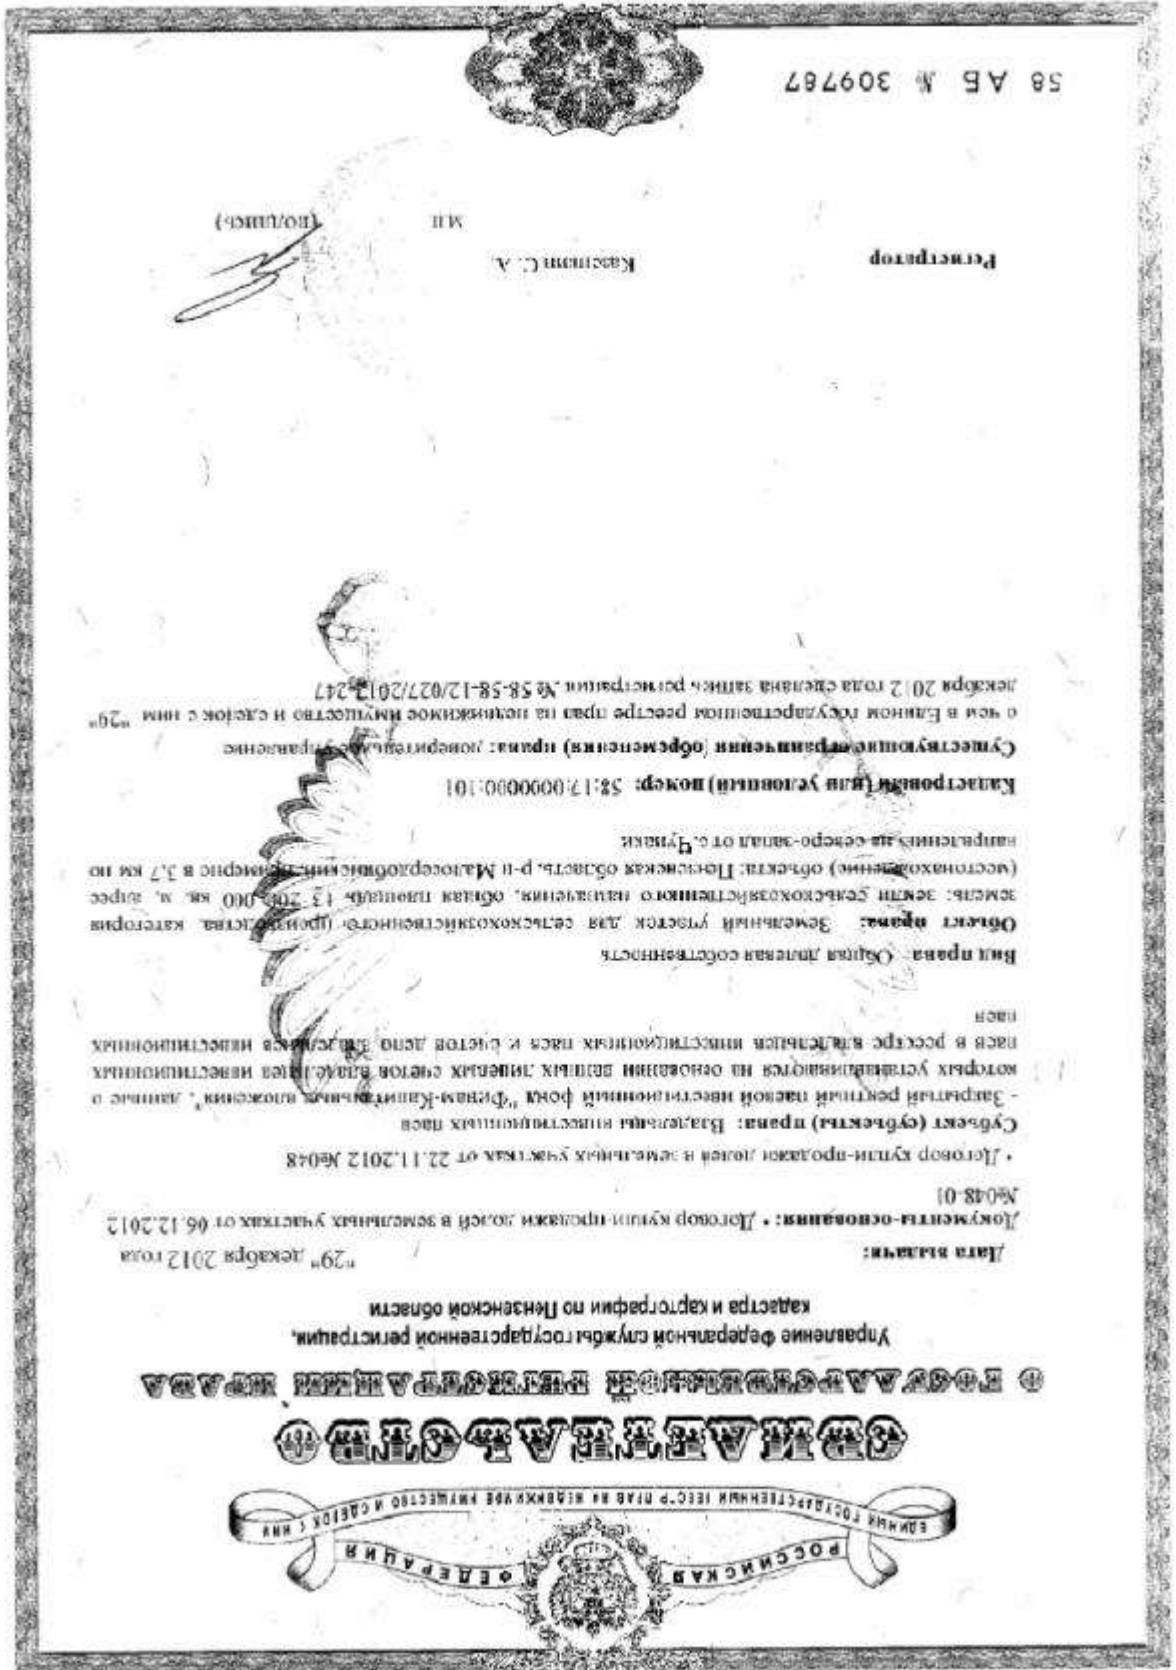 РОССИЙСКАЯ ФЕДЕРАЦИЯ
ЕДИНЫЙ ГОСУДАРСТВЕННЫЙ РЕЕСТР ПРАВ НА НЕДВИЖИМОЕ ИМУЩЕСТВО И СДЕЛОК С НИМ
СВИДЕТЕЛЬСТВО
О ГОСУДАРСТВЕННОЙ РЕГИСТРАЦИИ ПРАВА
Управление Федеральной службы государственной регистрации,
кадастра и картографии по Пензенской области
Дата выдачи: "29" декабря 2012 года
Документы-основания: • Договор купли-продажи долей в земельных участках от 06.12.2012
№048-01
• Договор купли-продажи долей в земельных участках от 22.11.2012 №048
Субъект (субъекты) права: Владельцы инвестиционных паев
- Закрытый рентный паевой инвестиционный фонд "Финам-Капитальные вложения", данные о
которых устанавливаются на основании данных лицевых счетов владельцев инвестиционных
паев в реестре владельцев инвестиционных паев и счетов депо владельцев инвестиционных
паев
Вид права: Общая долевая собственность
Объект права: Земельный участок для сельскохозяйственного производства, категория
земель: земли сельскохозяйственного назначения, общая площадь 13 000 кв. м, адрес
(местонахождение) объекта: Пензенская область, р-н Малосердобинский, примерно в 3,7 км по
направлению на северо-запад от с. Чунаки
Кадастровый (или условный) номер: 58:17:0000000:101
Существующие ограничения (обременения) права: доверительное управление
о чем в Едином государственном реестре прав на недвижимое имущество и сделок с ним "29"
декабря 2012 года сделана запись регистрации № 58-58-12/027/2012-247
Регистратор С. А.
М.П. (подпись)
58 АБ № 309787